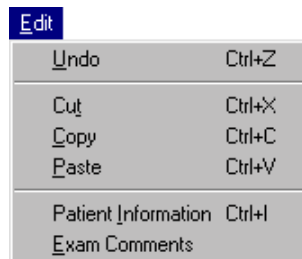 Edit
Undo Ctrl+Z
Cut Ctrl+X
Copy Ctrl+C
Paste Ctrl+V
Patient Information Ctrl+I
Exam Comments